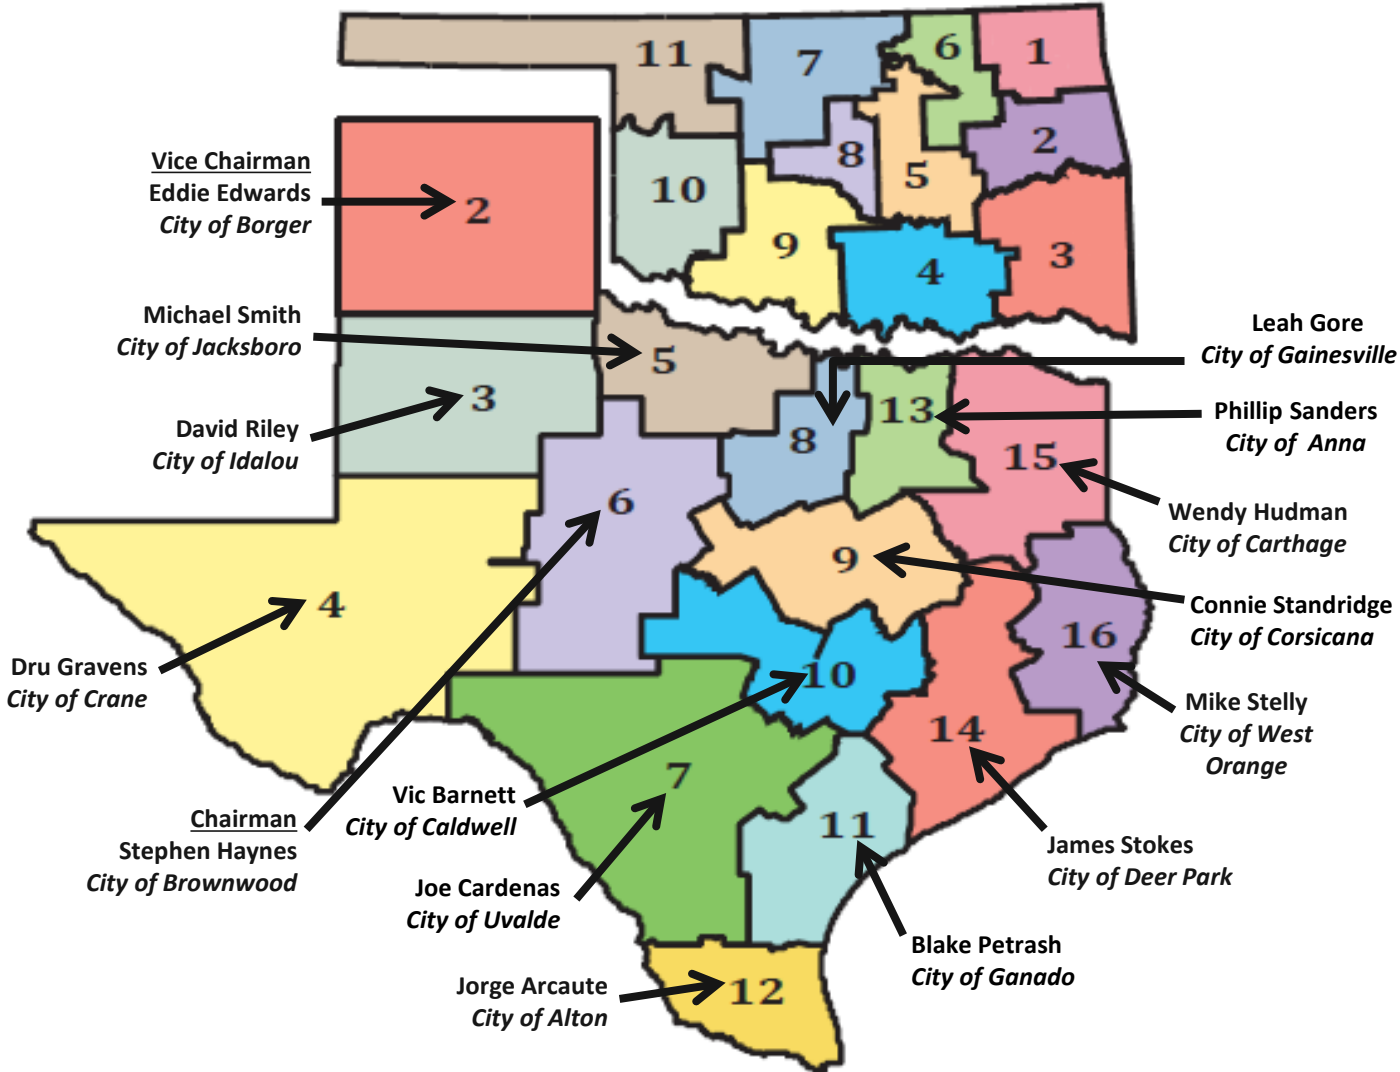 11
7
6
1
8
5
2
10
9
4
3
Vice Chairman
Eddie Edwards
City of Borger
2
Michael Smith
City of Jacksboro
5
David Riley
City of Idalou
3
Leah Gore
City of Gainesville
8
Phillip Sanders
City of  Anna
13
15
Wendy Hudman
City of Carthage
6
9
Connie Standridge
City of Corsicana
4
Dru Gravens
City of Crane
16
Mike Stelly
City of West
Orange
10
14
7
Vic Barnett
City of Caldwell
Chairman
Stephen Haynes
City of Brownwood
11
James Stokes
City of Deer Park
Joe Cardenas
City of Uvalde
Blake Petrash
City of Ganado
Jorge Arcaute
City of Alton
12